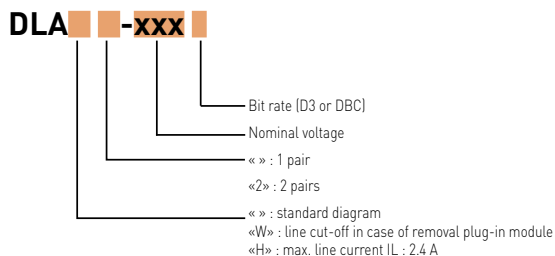 DLA -xxx
Bit rate (D3 or DBC)
Nominal voltage
« » : 1 pair
«2» : 2 pairs
« » : standard diagram
«W» : line cut-off in case of removal plug-in module
«H» : max. line current IL : 2.4 A